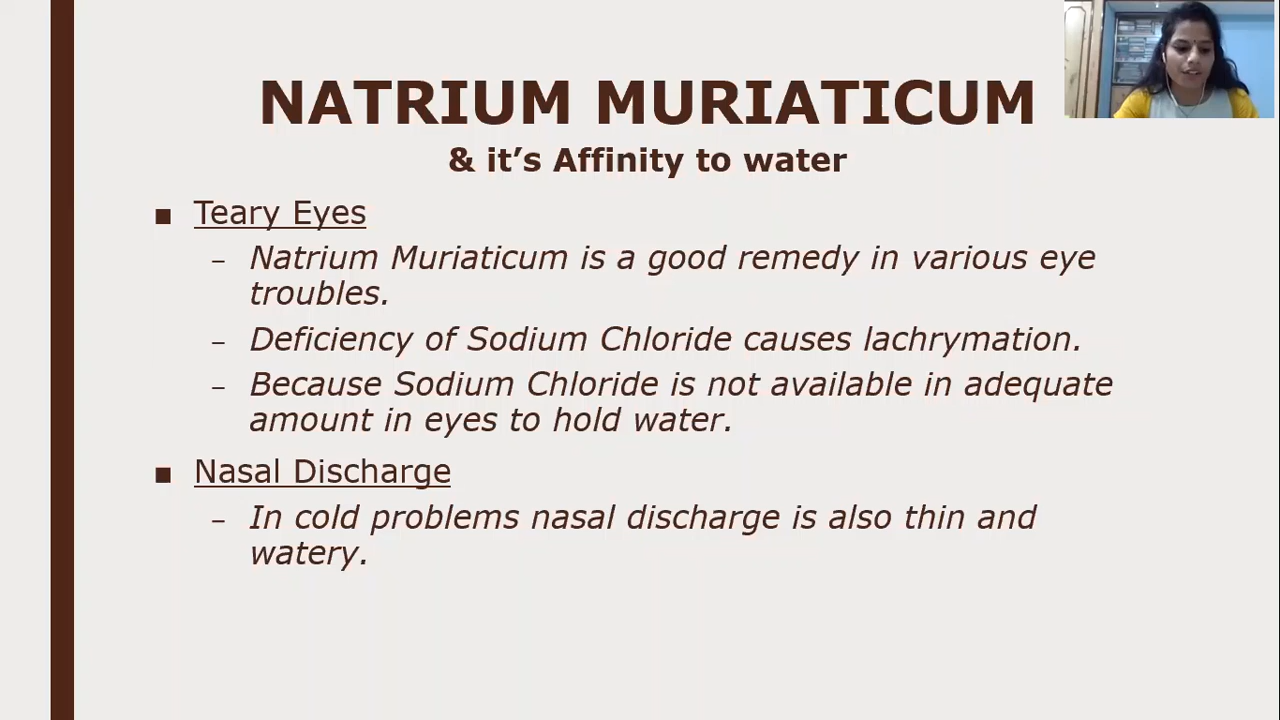 NATRIUM MURIATICUM
& it’s Affinity to water
■ Teary Eyes
– Natrium Muriaticum is a good remedy in various eye
troubles.
– Deficiency of Sodium Chloride causes lachrymation.
– Because Sodium Chloride is not available in adequate
amount in eyes to hold water.
■ Nasal Discharge
– In cold problems nasal discharge is also thin and
watery.